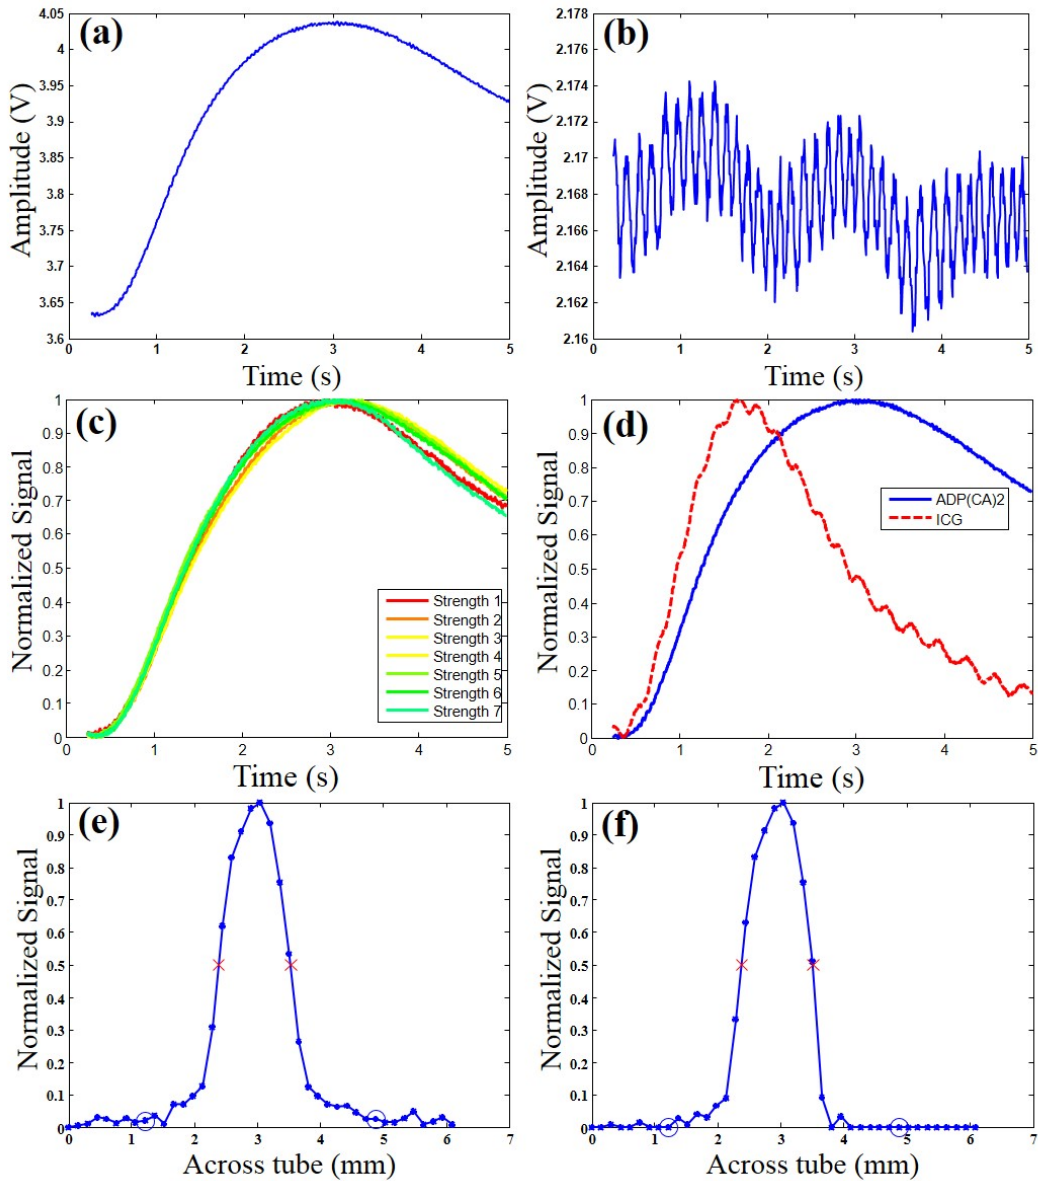 (a)
Amplitude (V)
4.05
4
3.95
3.9
3.85
3.8
3.75
3.7
3.65
3.6
0 1 2 3 4 5
Time (s)
(b)
Amplitude (V)
2.178
2.176
2.174
2.172
2.17
2.168
2.166
2.164
2.162
2.16
0 1 2 3 4 5
Time (s)
(c)
Normalized Signal
1
0.9
0.8
0.7
0.6
0.5
0.4
0.3
0.2
0.1
0
Strength 1
Strength 2
Strength 3
Strength 4
Strength 5
Strength 6
Strength 7
0 1 2 3 4 5
Time (s)
(d)
Normalized Signal
1
0.9
0.8
0.7
0.6
0.5
0.4
0.3
0.2
0.1
0
ADP(CA)2
ICG
0 1 2 3 4 5
Time (s)
(e)
Normalized Signal
1
0.9
0.8
0.7
0.6
0.5
0.4
0.3
0.2
0.1
0
0 1 2 3 4 5 6 7
Across tube (mm)
(f)
Normalized Signal
1
0.9
0.8
0.7
0.6
0.5
0.4
0.3
0.2
0.1
0
0 1 2 3 4 5 6 7
Across tube (mm)